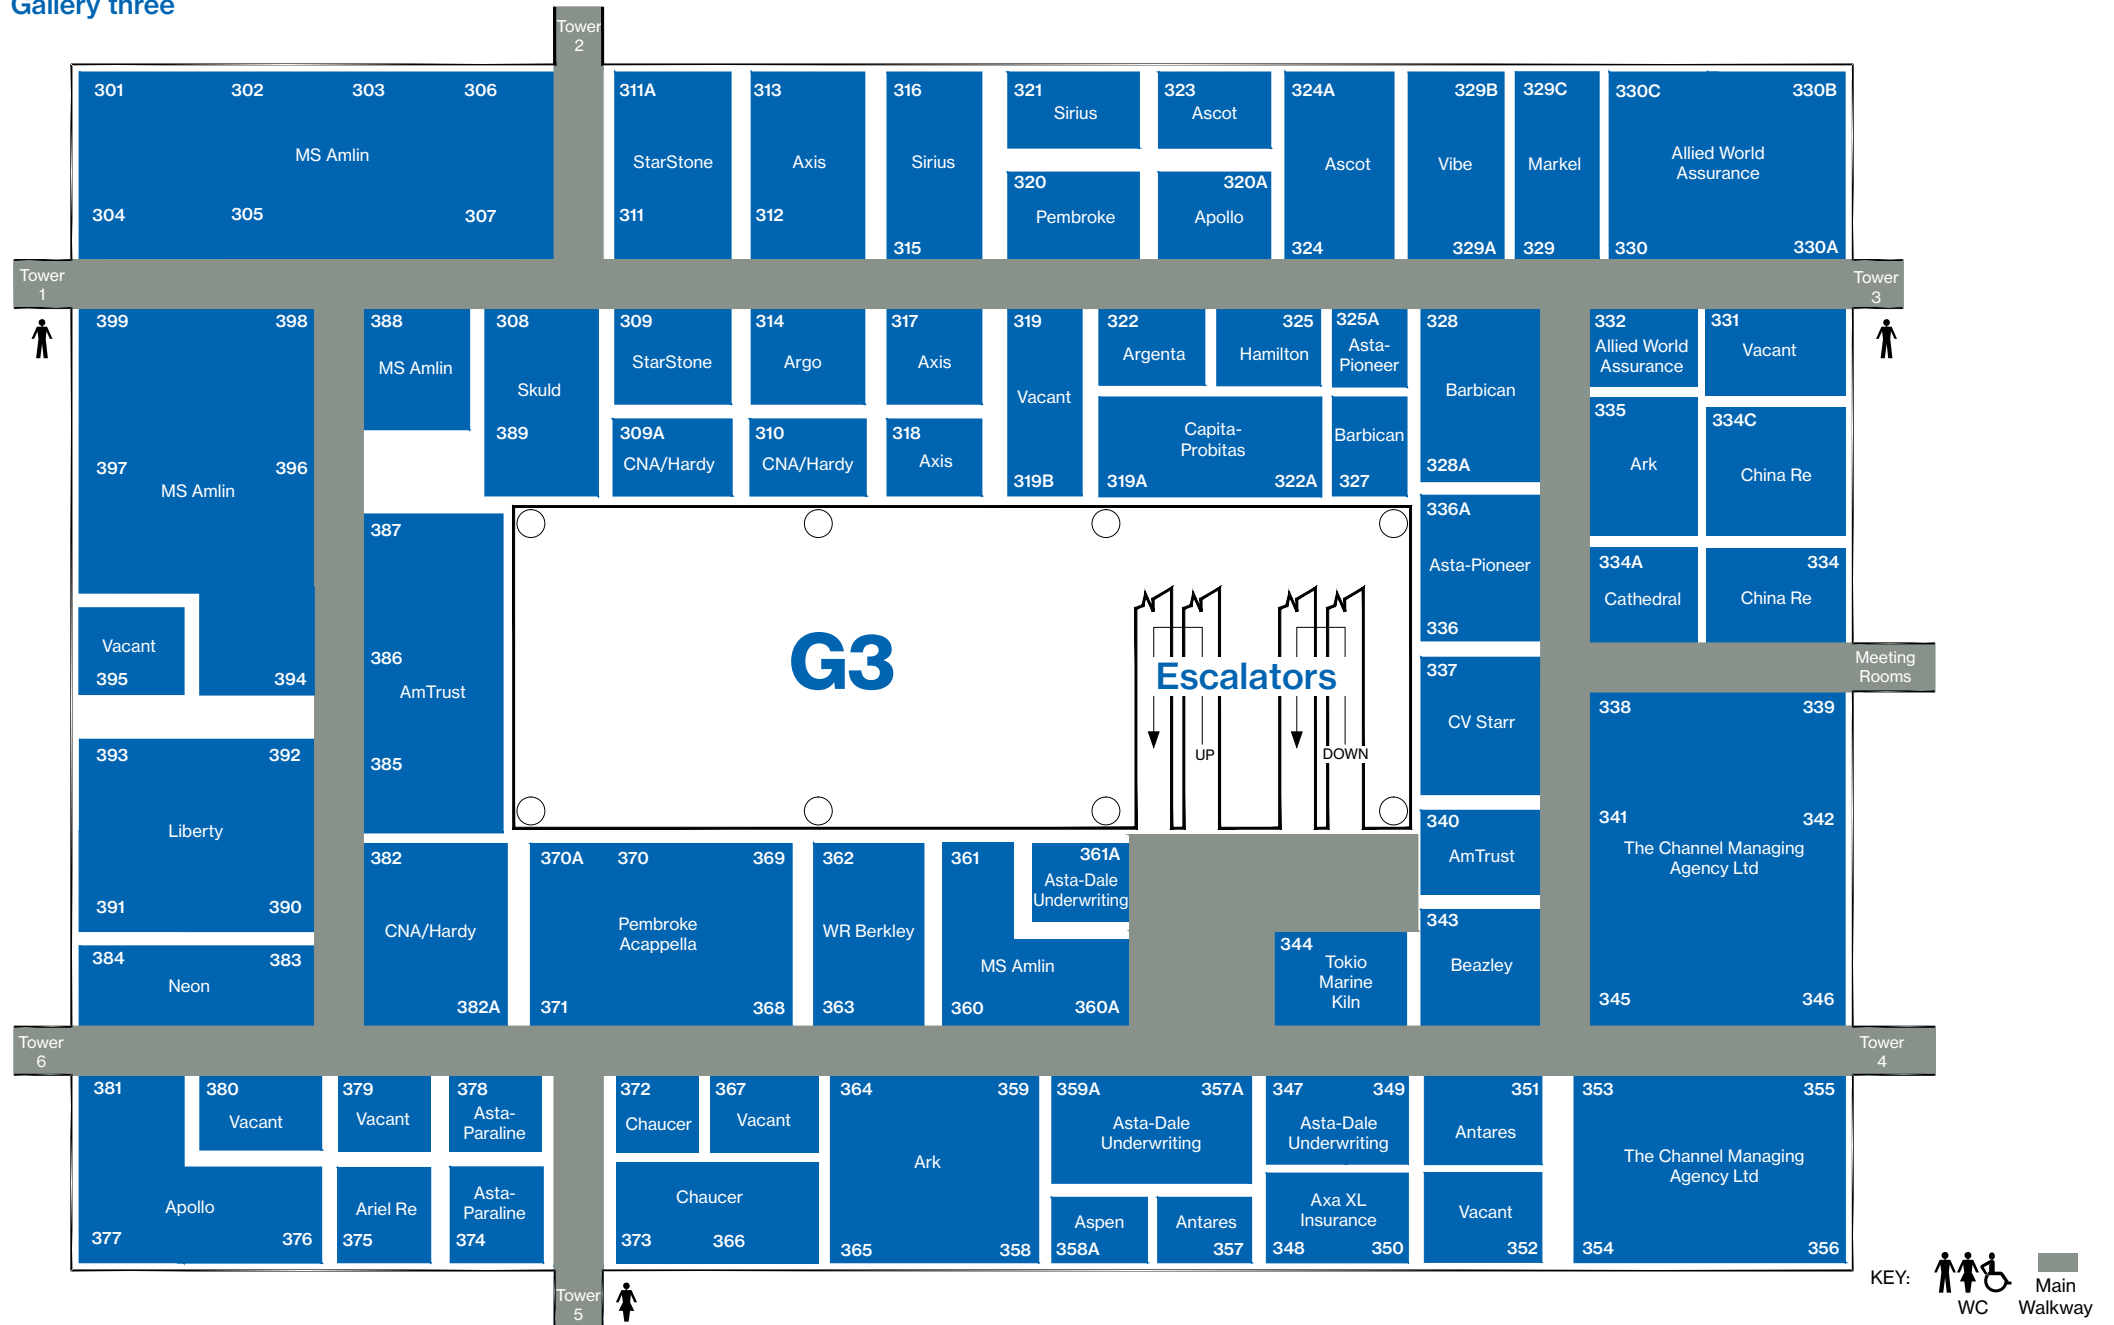 Gallery three
Tower
2
301
302
303
306
MS Amlin
304
305
307
311A
StarStone
311
313
Axis
312
316
Sirius
315
321
Sirius
320
Pembroke
323
Ascot
320A
Apollo
324A
Ascot
324
329B
Vibe
329A
329C
Markel
329
330C
330B
Allied World
Assurance
330
330A
Tower
1
Tower
3
399
398
397
396
MS Amlin
394
Vacant
395
388
MS Amlin
308
Skuld
389
309
StarStone
309A
CNA/Hardy
314
Argo
310
CNA/Hardy
317
Axis
318
Axis
319
Vacant
319B
322
Argenta
325
Hamilton
325A
Asta-
Pioneer
Capita-
Probitas
319A
322A
Barbican
327
328
Barbican
328A
332
Allied World
Assurance
331
Vacant
335
Ark
334C
China Re
334A
Cathedral
334
China Re
387
386
AmTrust
385
G3
Escalators
UP
DOWN
336A
Asta-Pioneer
336
337
CV Starr
Meeting
Rooms
338
339
341
342
The Channel Managing
Agency Ltd
345
346
393
392
Liberty
391
390
384
383
Neon
382
CNA/Hardy
382A
370A
370
369
Pembroke
Acappella
371
368
362
WR Berkley
363
361
MS Amlin
360
360A
361A
Asta-Dale
Underwriting
340
AmTrust
343
Beazley
344
Tokio
Marine
Kiln
Tower
6
Tower
4
381
Apollo
377
376
380
Vacant
379
Vacant
378
Asta-
Paraline
Ariel Re
375
Asta-
Paraline
374
372
Chaucer
367
Vacant
Chaucer
373
366
364
359
Ark
365
358
359A
357A
Asta-Dale
Underwriting
Aspen
358A
Antares
357
347
349
Asta-Dale
Underwriting
Axa XL
Insurance
348
350
351
Antares
Vacant
352
353
355
The Channel Managing
Agency Ltd
354
356
Tower
5
KEY:
WC
Main
Walkway